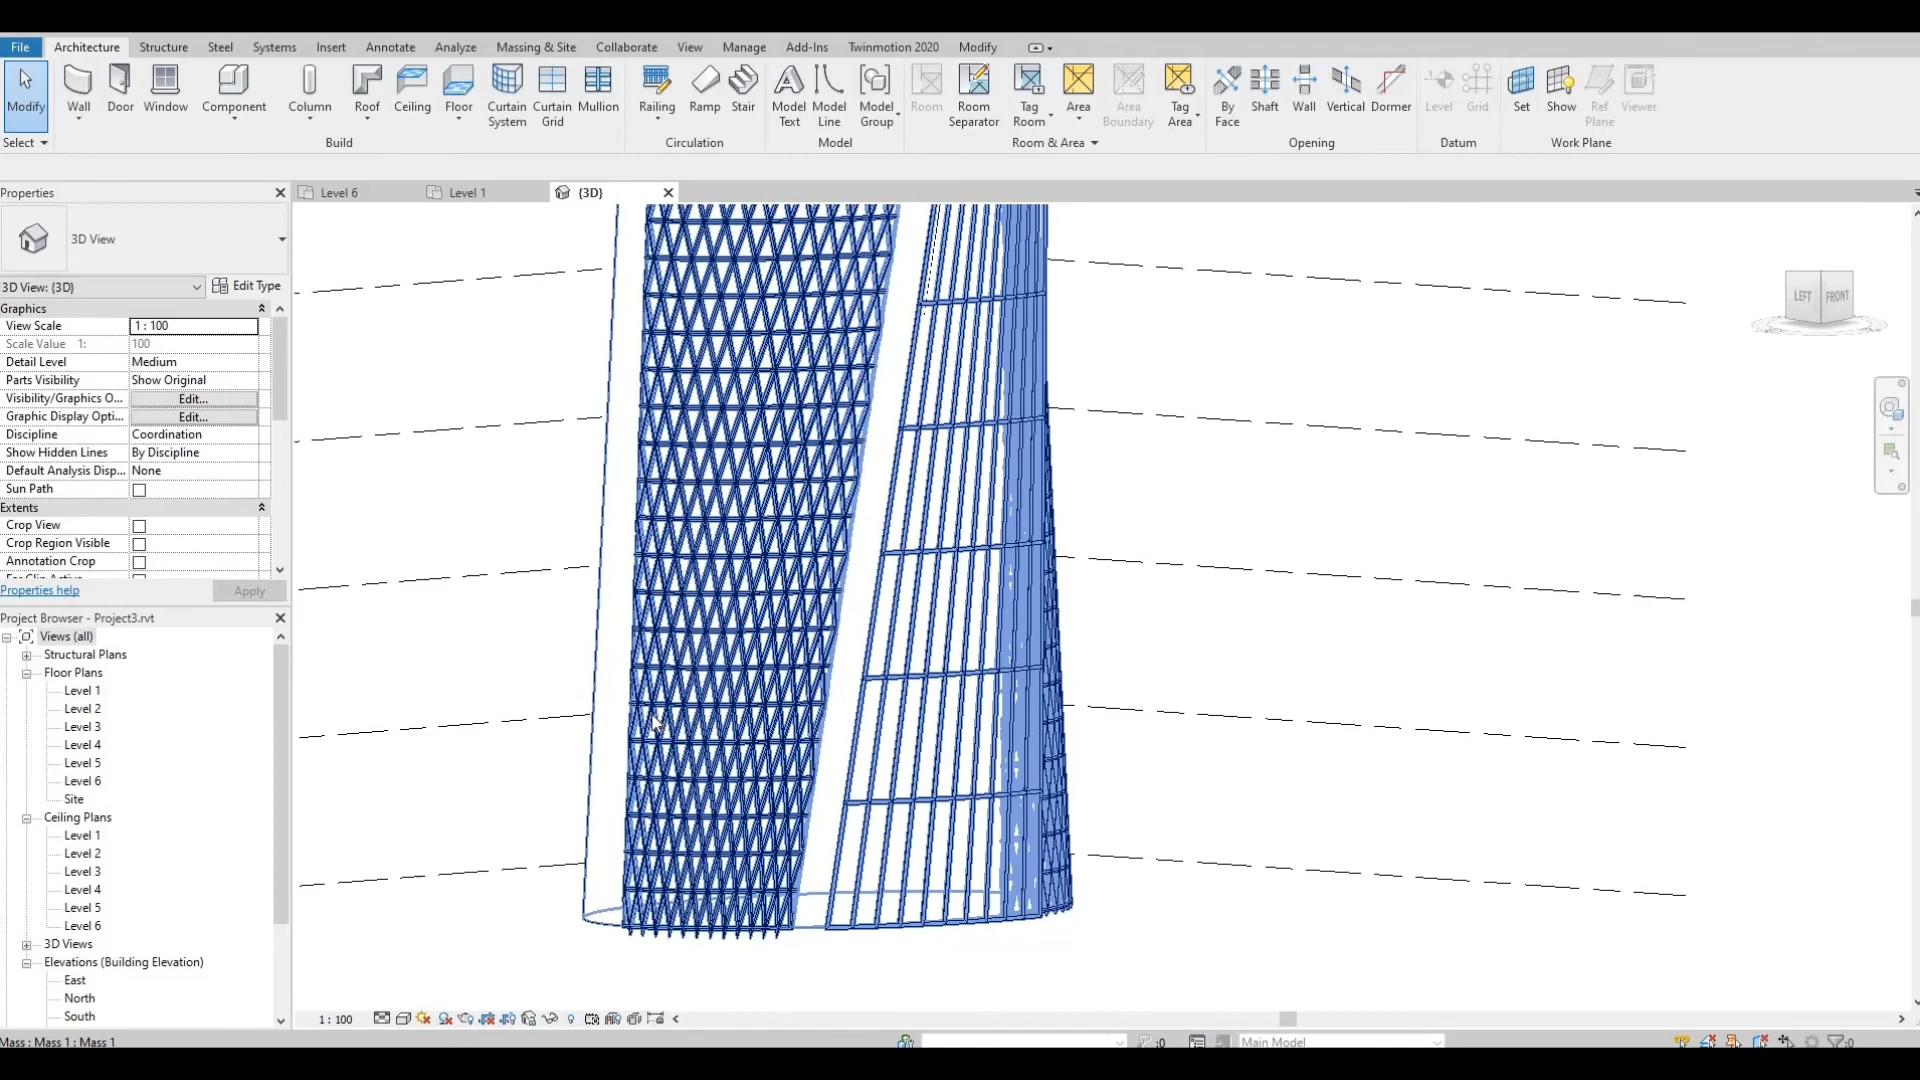 File Architecture Structure Steel Systems Insert Annotate Analyze Massing & Site Collaborate View Manage Add-Ins Twinmotion 2020 Modify
Modify Wall Door Window Component Column Roof Ceiling Floor Curtain System Curtain Grid Mullion Railing Ramp Stair Model Text Model Line Model Group Room Room Separator Tag Room Area Area Boundary Tag Area By Face Shaft Wall Vertical Dormer Level Grid Set Show Ref Plane Viewer
Select Build Circulation Model Room & Area Opening Datum Work Plane
Properties
Level 6 Level 1 {3D}
3D View
3D View: {3D} Edit Type
Graphics
View Scale 1 : 100
Scale Value 1: 100
Detail Level Medium
Parts Visibility Show Original
Visibility/Graphics O... Edit...
Graphic Display Opti... Edit...
Discipline Coordination
Show Hidden Lines By Discipline
Default Analysis Disp... None
Sun Path
Extents
Crop View
Crop Region Visible
Annotation Crop
Properties help Apply
Project Browser - Project3.rvt
Views (all)
Structural Plans
Floor Plans
Level 1
Level 2
Level 3
Level 4
Level 5
Level 6
Site
Ceiling Plans
Level 1
Level 2
Level 3
Level 4
Level 5
Level 6
3D Views
Elevations (Building Elevation)
East
North
South
LEFT FRONT
1 : 100
Mass : Mass 1 : Mass 1
:0 Main Model :0